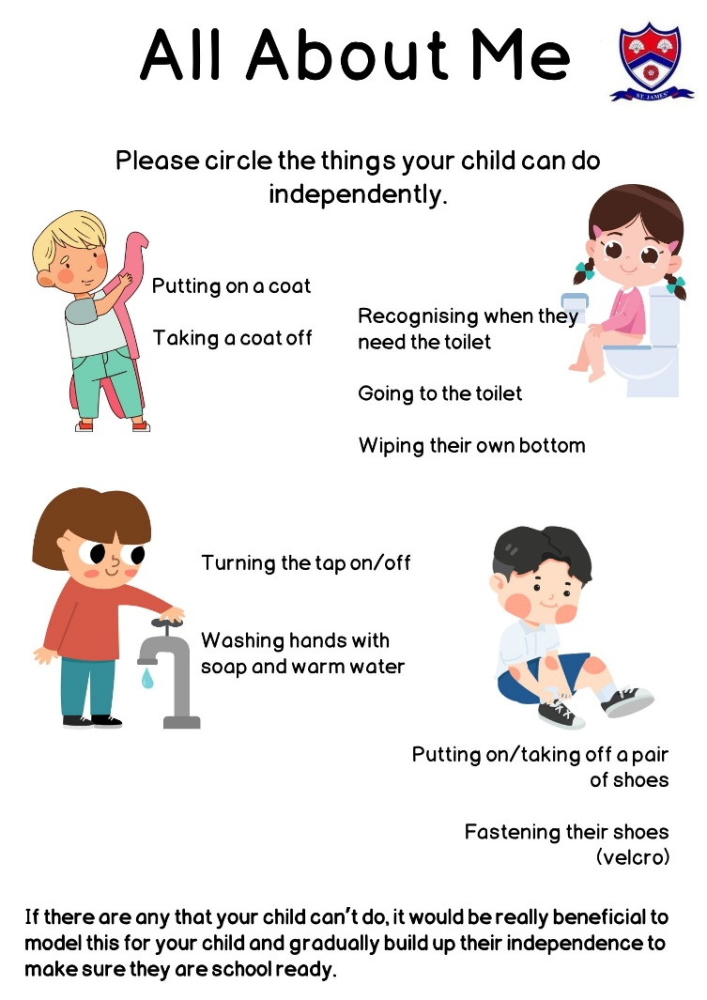 All About Me
ST. JAMES'
Please circle the things your child can do
independently.
Putting on a coat
Taking a coat off
Recognising when they
need the toilet
Going to the toilet
Wiping their own bottom
Turning the tap on/off
Washing hands with
soap and warm water
Putting on/taking off a pair
of shoes
Fastening their shoes
(velcro)
If there are any that your child can't do, it would be really beneficial to
model this for your child and gradually build up their independence to
make sure they are school ready.